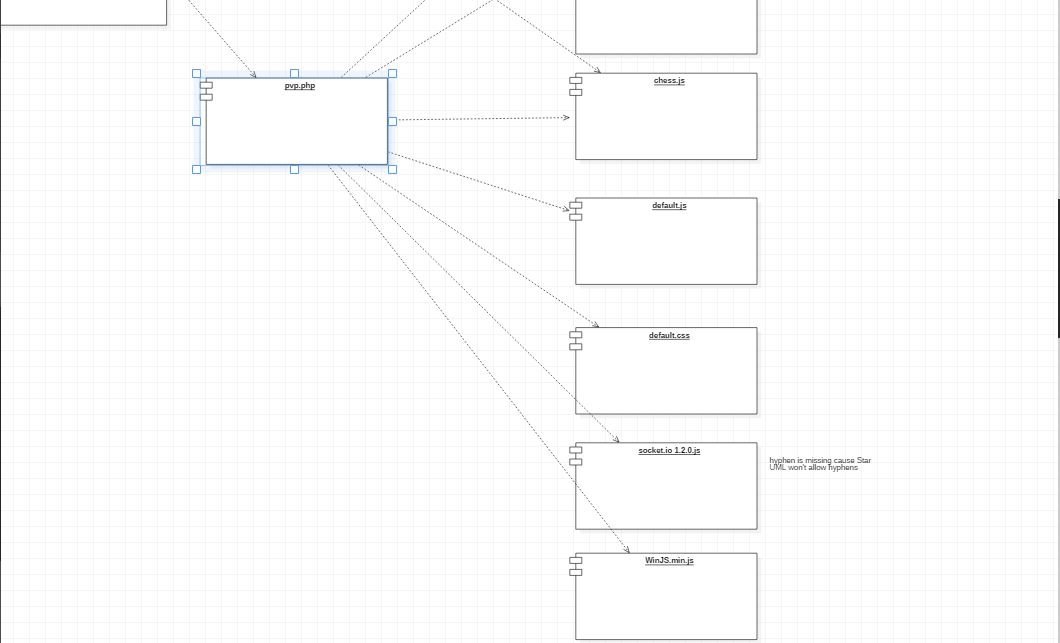 pvp.php
chess.js
default.js
default.css
socket.io 1.2.0.js
hyphen is missing cause Star
UML won't allow hyphens
WinJS.min.js